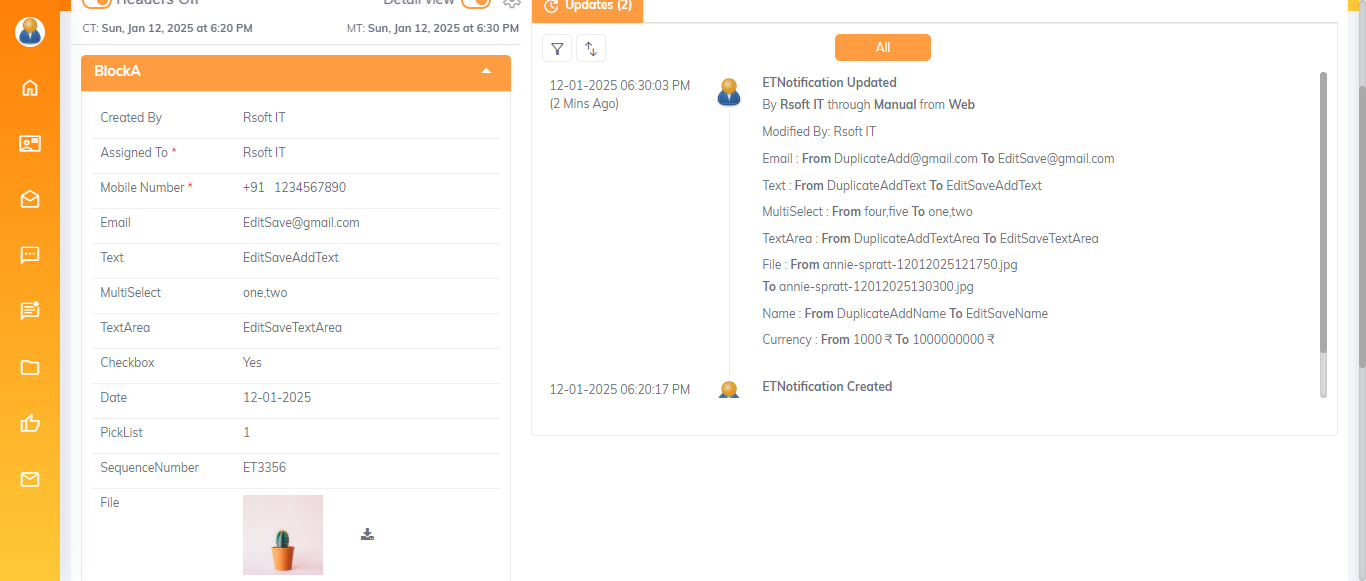 Headers Off
Detail view
CT: Sun, Jan 12, 2025 at 6:20 PM
MT: Sun, Jan 12, 2025 at 6:30 PM
BlockA
Created By Rsoft IT
Assigned To * Rsoft IT
Mobile Number * +91 1234567890
Email EditSave@gmail.com
Text EditSaveAddText
MultiSelect one,two
TextArea EditSaveTextArea
Checkbox Yes
Date 12-01-2025
PickList 1
SequenceNumber ET3356
File
Updates (2)
All
12-01-2025 06:30:03 PM
(2 Mins Ago)
ETNotification Updated
By Rsoft IT through Manual from Web
Modified By: Rsoft IT
Email : From DuplicateAdd@gmail.com To EditSave@gmail.com
Text : From DuplicateAddText To EditSaveAddText
MultiSelect : From four,five To one,two
TextArea : From DuplicateAddTextArea To EditSaveTextArea
File : From annie-spratt-12012025121750.jpg
To annie-spratt-12012025130300.jpg
Name : From DuplicateAddName To EditSaveName
Currency : From 1000 ₹ To 1000000000 ₹
12-01-2025 06:20:17 PM
ETNotification Created